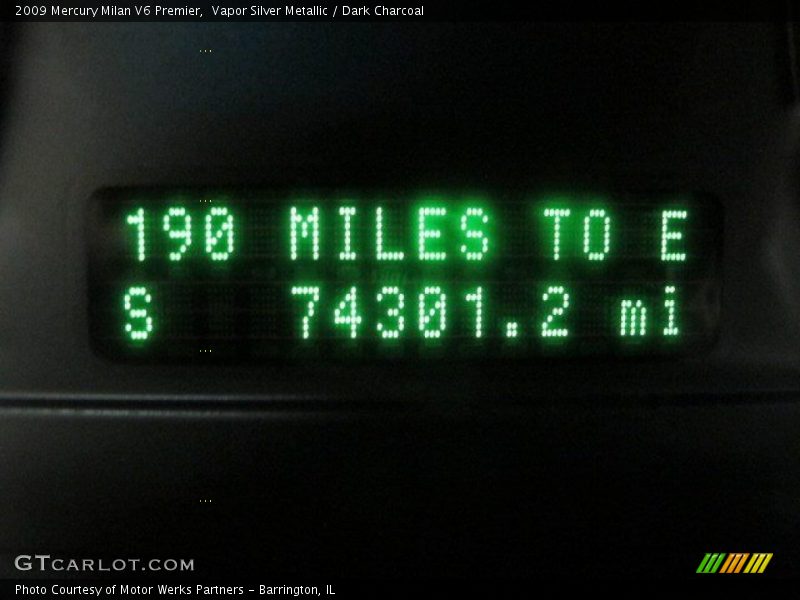 2009 Mercury Milan V6 Premier,  Vapor Silver Metallic / Dark Charcoal
190 MILES TO E
S 74301.2 mi
GTCARLOT.COM
Photo Courtesy of Motor Werks Partners - Barrington, IL